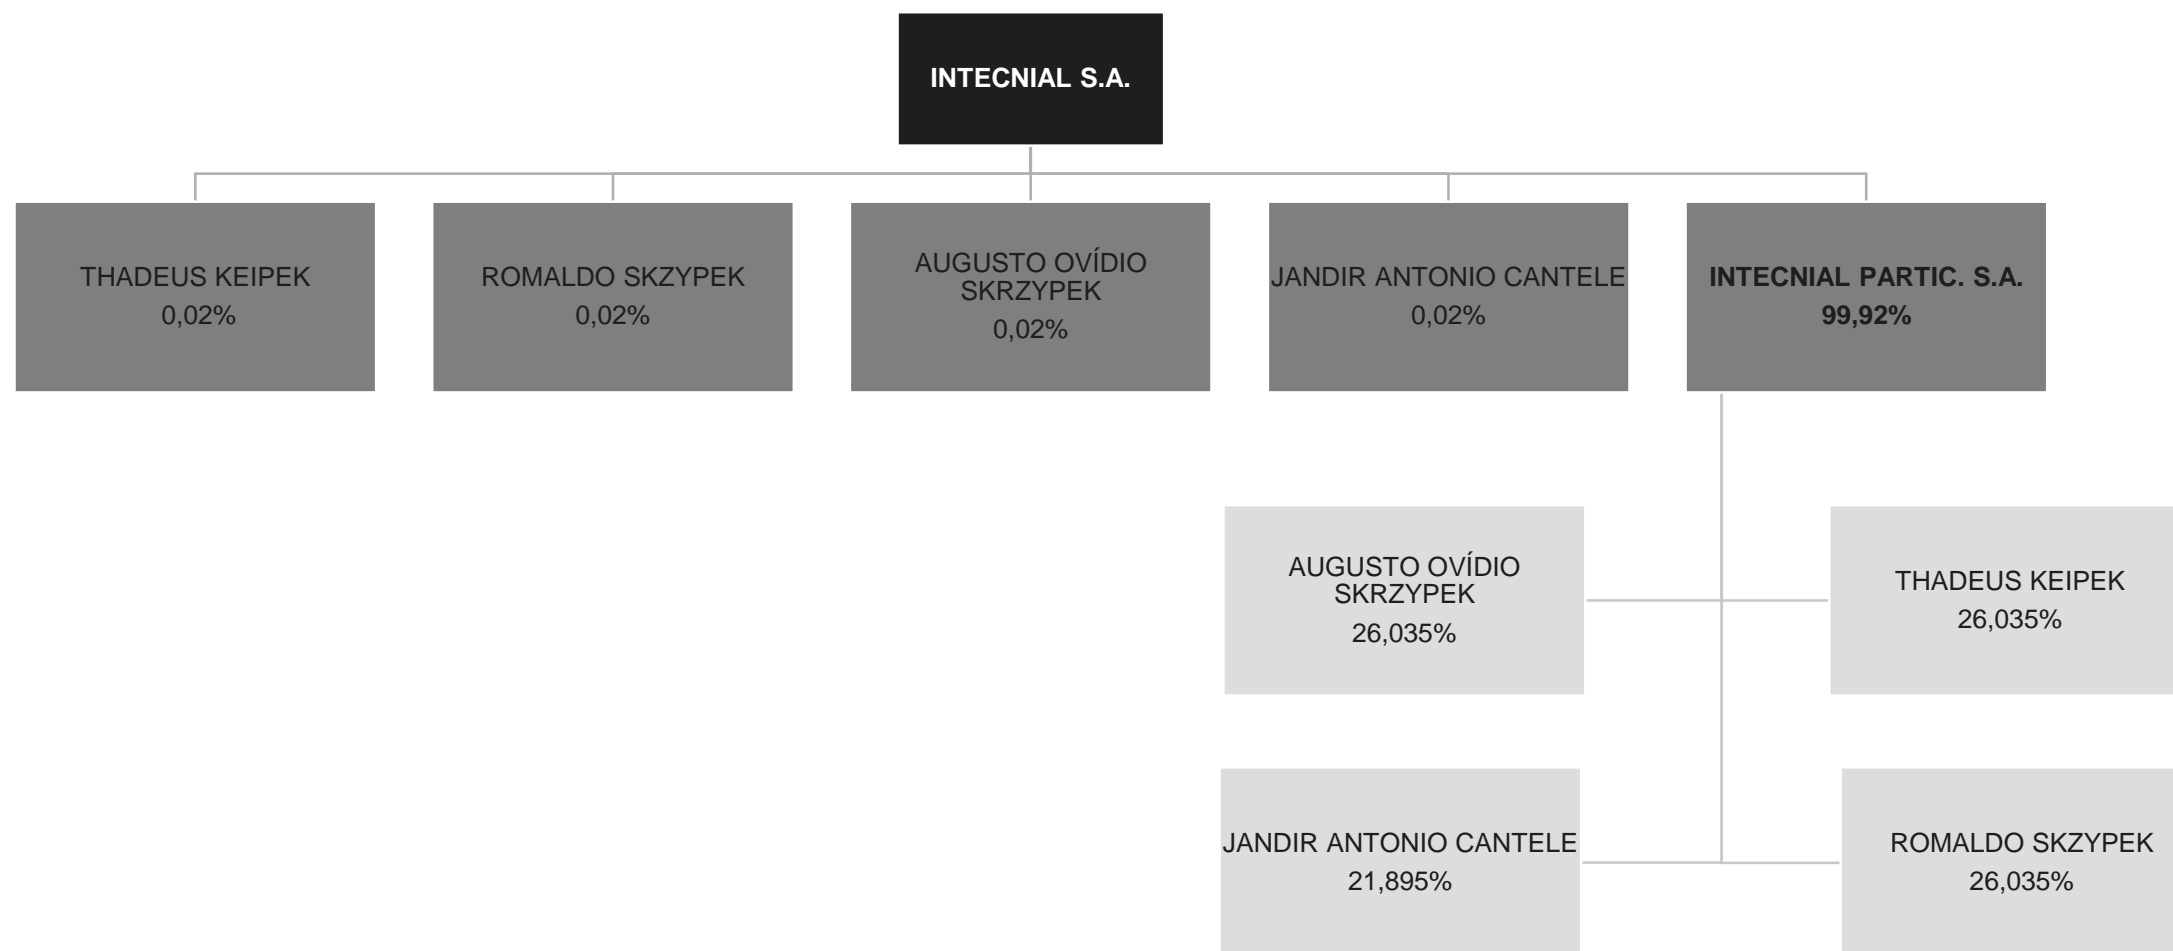 INTECNIAL S.A.
THADEUS KEIPEK
0,02%
ROMALDO SKZYPEK
0,02%
AUGUSTO OVÍDIO
SKRZYPEK
0,02%
JANDIR ANTONIO CANTELE
0,02%
INTECNIAL PARTIC. S.A.
99,92%
AUGUSTO OVÍDIO
SKRZYPEK
26,035%
THADEUS KEIPEK
26,035%
JANDIR ANTONIO CANTELE
21,895%
ROMALDO SKZYPEK
26,035%